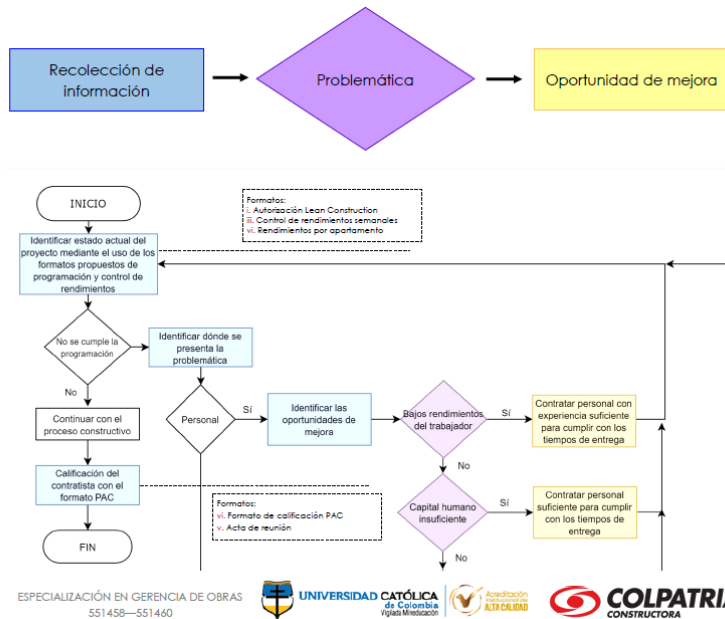 Recolección de
información
Problemática
Oportunidad de mejora
INICIO
Formatos:
i. Autorización Lean Construction
iii. Control de rendimientos semanales
vi. Rendimientos por apartamento
Identificar estado actual del
proyecto mediante el uso de los
formatos propuestos de
programación y control de
rendimientos
No se cumple la
programación
Identificar dónde se
presenta la
problemática
No
Continuar con el
proceso constructivo
Personal
Sí
Identificar las
oportunidades de
mejora
Bajos rendimientos
del trabajador
Sí
Contratar personal con
experiencia suficiente
para cumplir con los
tiempos de entrega
No
Calificación del
contratista con el
formato PAC
Formatos:
vi. Formato de calificación PAC
v. Acta de reunión
Capital humano
insuficiente
Sí
Contratar personal
suficiente para cumplir
con los tiempos de
entrega
No
FIN
ESPECIALIZACIÓN EN GERENCIA DE OBRAS
551458—551460
UNIVERSIDAD CATÓLICA
de Colombia
Vigilada Mineducación
Acreditación
institucional de
ALTA CALIDAD
COLPATRIA
CONSTRUCTORA